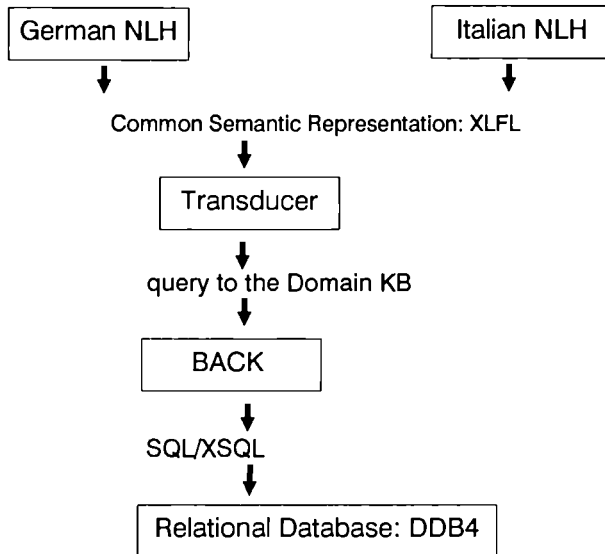 German NLH
Italian NLH
Common Semantic Representation: XLFL
Transducer
query to the Domain KB
BACK
SQL/XSQL
Relational Database: DDB4